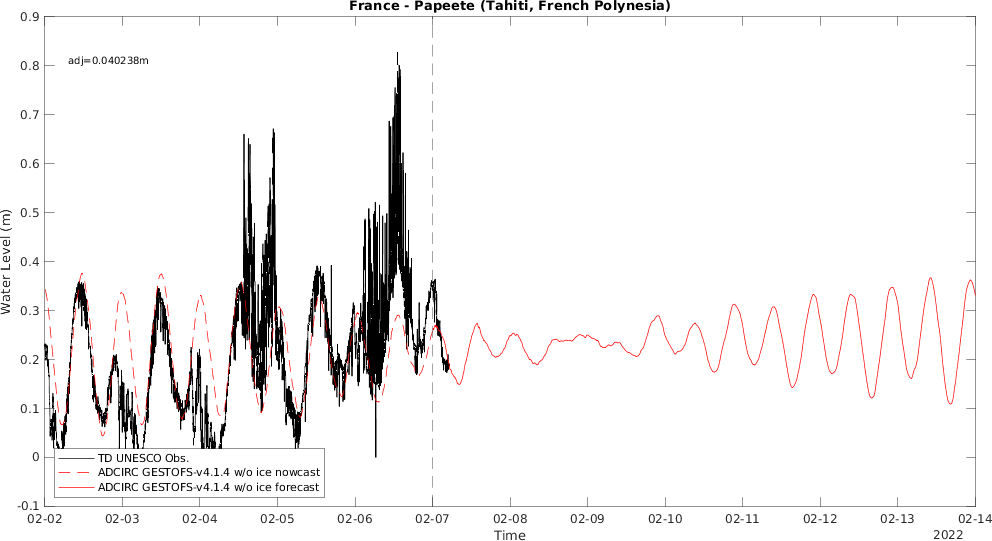 France - Papeete (Tahiti, French Polynesia)
adj=0.040238m
Water Level (m)
0.9
0.8
0.7
0.6
0.5
0.4
0.3
0.2
0.1
0
-0.1
TD UNESCO Obs.
ADCIRC GESTOFS-v4.1.4 w/o ice nowcast
ADCIRC GESTOFS-v4.1.4 w/o ice forecast
02-02 02-03 02-04 02-05 02-06 02-07 02-08 02-09 02-10 02-11 02-12 02-13 02-14
Time
2022